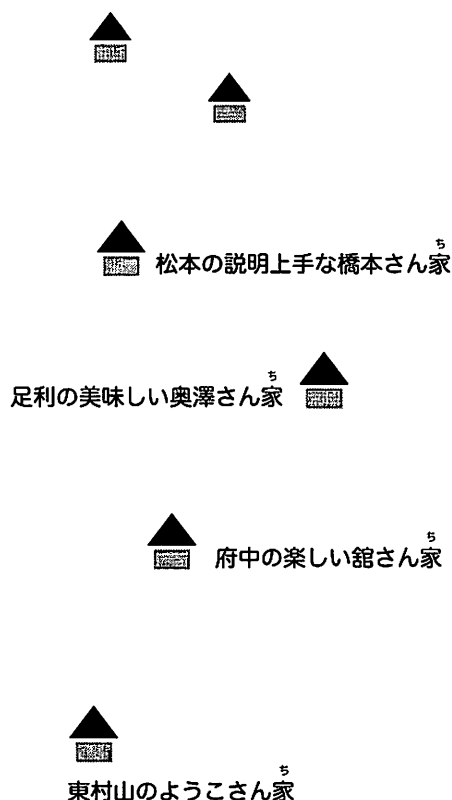 松本の説明上手な橋本さん家
足利の美味しい奥澤さん家
府中の楽しい舘さん家
東村山のようこさん家